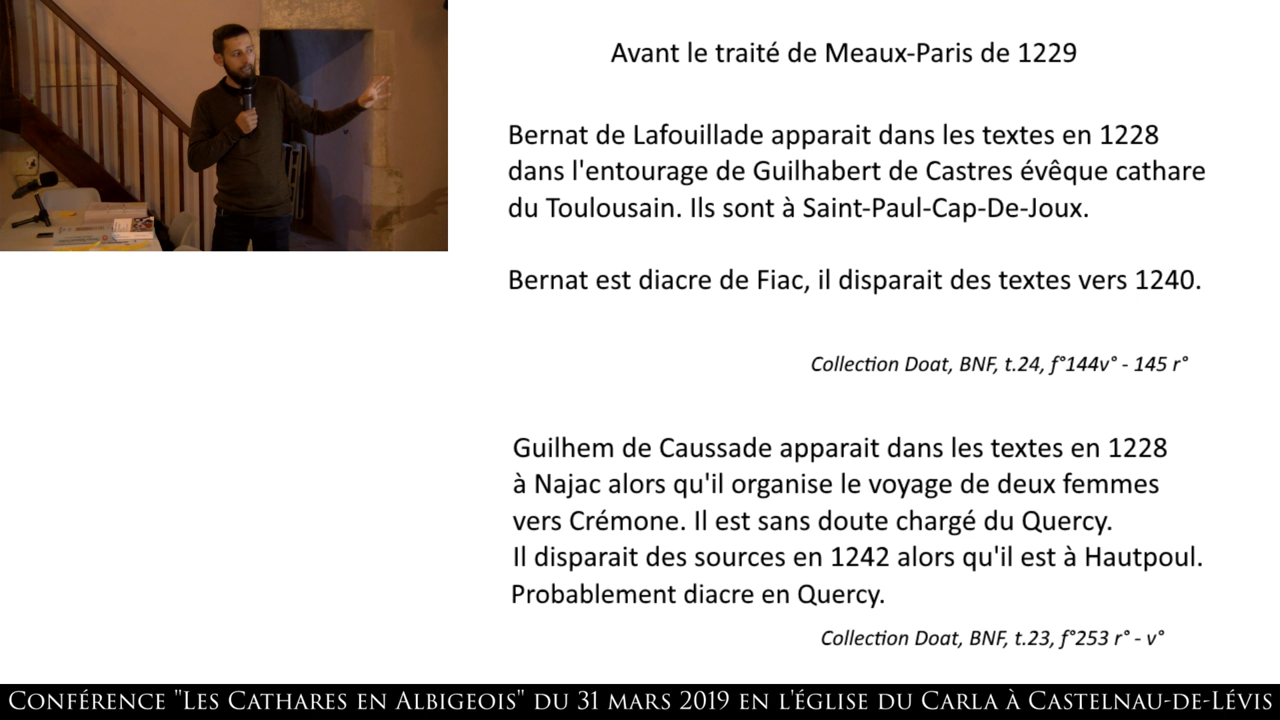 Avant le traité de Meaux-Paris de 1229
Bernat de Lafouillade apparait dans les textes en 1228
dans l'entourage de Guilhabert de Castres évêque cathare
du Toulousain. Ils sont à Saint-Paul-Cap-De-Joux.
Bernat est diacre de Fiac, il disparait des textes vers 1240.
Collection Doat, BNF, t.24, f°144v° - 145 r°
Guilhem de Caussade apparait dans les textes en 1228
à Najac alors qu'il organise le voyage de deux femmes
vers Crémone. Il est sans doute chargé du Quercy.
Il disparait des sources en 1242 alors qu'il est à Hautpoul.
Probablement diacre en Quercy.
Collection Doat, BNF, t.23, f°253 r° - v°
Conférence "Les Cathares en Albigeois" du 31 mars 2019 en l'église du Carla à Castelnau-de-Lévis